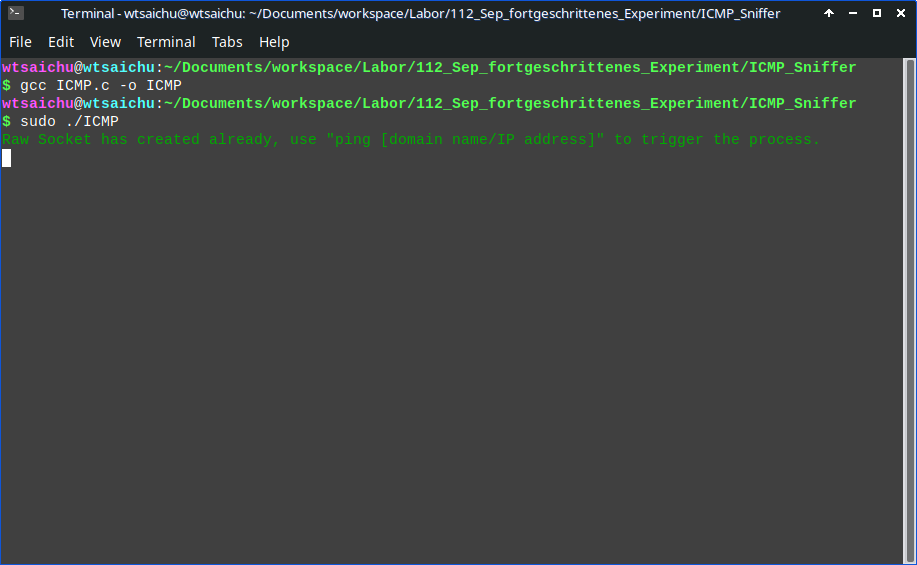 Terminal - wtsaichu@wtsaichu: ~/Documents/workspace/Labor/112_Sep_fortgeschrittenes_Experiment/ICMP_Sniffer
File Edit View Terminal Tabs Help
wtsaichu@wtsaichu:~/Documents/workspace/Labor/112_Sep_fortgeschrittenes_Experiment/ICMP_Sniffer
$ gcc ICMP.c -o ICMP
wtsaichu@wtsaichu:~/Documents/workspace/Labor/112_Sep_fortgeschrittenes_Experiment/ICMP_Sniffer
$ sudo ./ICMP
Raw Socket has created already, use "ping [domain name/IP address]" to trigger the process.